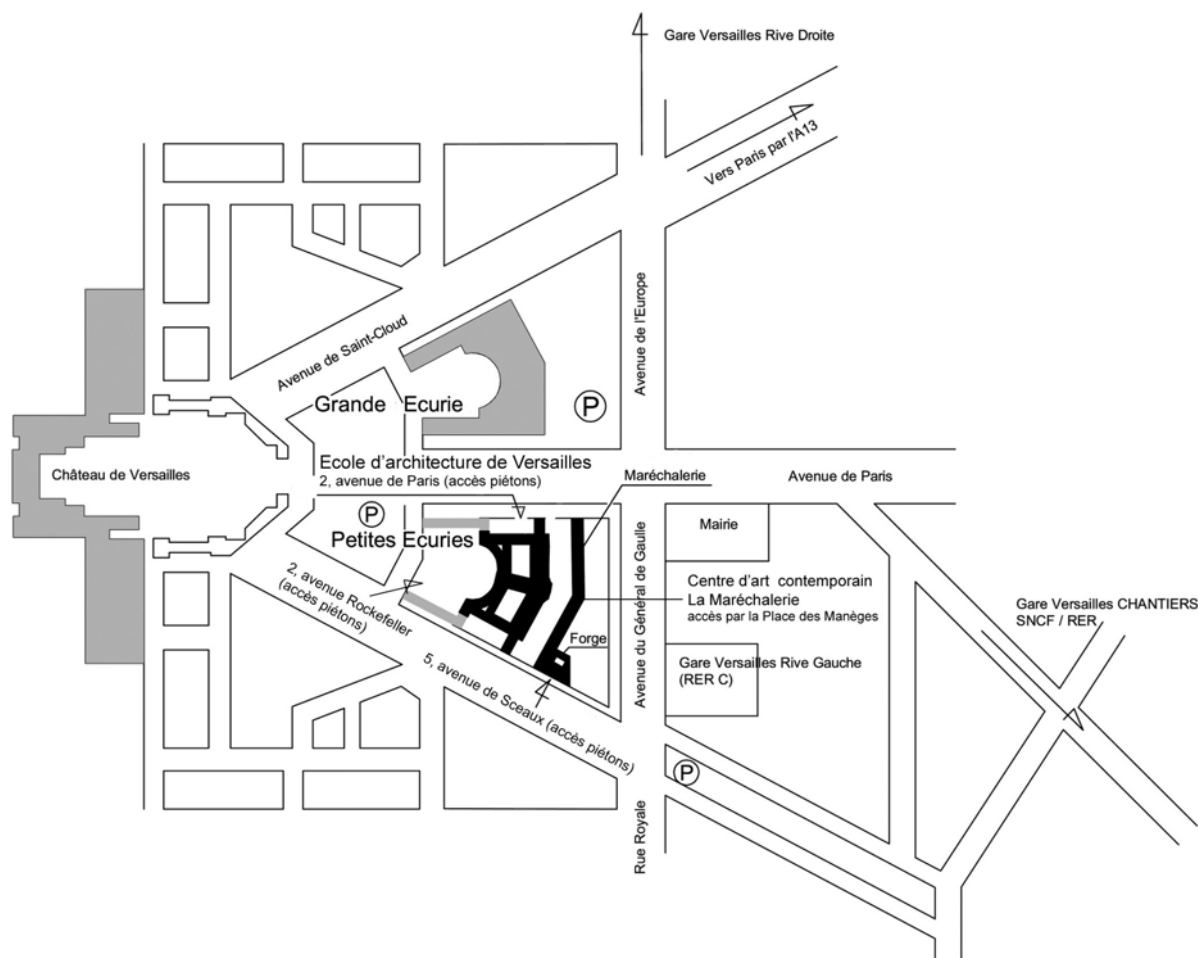 Gare Versailles Rive Droite
Vers Paris par l'A13
Avenue de Saint-Cloud
Avenue de l'Europe
Grande Ecurie
P
Ecole d'architecture de Versailles
2, avenue de Paris (accès piétons)
Château de Versailles
Maréchalerie
Avenue de Paris
P
Petites Ecuries
Mairie
2, avenue Rockefeller
(accès piétons)
Avenue du Général de Gaulle
Centre d'art contemporain
La Maréchalerie
accès par la Place des Manèges
Gare Versailles CHANTIERS
SNCF / RER
Forge
5, avenue de Sceaux (accès piétons)
Gare Versailles Rive Gauche
(RER C)
P
Rue Royale